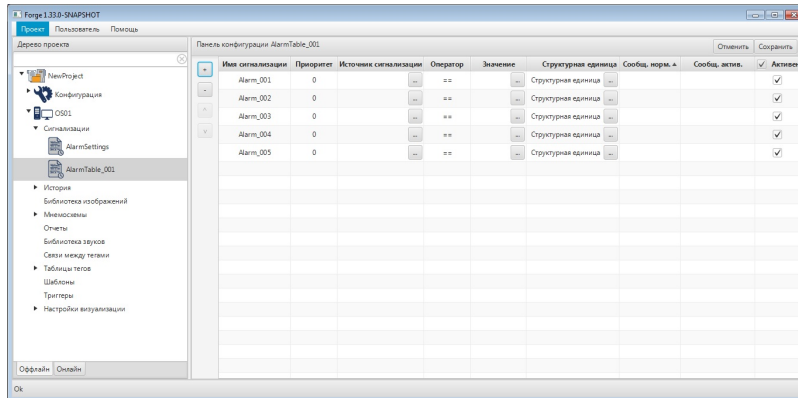 Forge 1.33.0-SNAPSHOT
Проект Пользователь Помощь
Дерево проекта
Панель конфигурации AlarmTable_001
Отменить Сохранить
NewProject
Конфигурация
OS01
Сигнализации
AlarmSettings
AlarmTable_001
История
Библиотека изображений
Мнемосхемы
Отчеты
Библиотека звуков
Связи между тегами
Таблицы тегов
Шаблоны
Триггеры
Настройки визуализации
Оффлайн Онлайн
+
-
Имя сигнализации Приоритет Источник сигнализации Оператор Значение Структурная единица Сообщ. норм. Сообщ. актив. Активен
Alarm_001 0 ... == ... Структурная единица ...
Alarm_002 0 ... == ... Структурная единица ...
Alarm_003 0 ... == ... Структурная единица ...
Alarm_004 0 ... == ... Структурная единица ...
Alarm_005 0 ... == ... Структурная единица ...
Ok